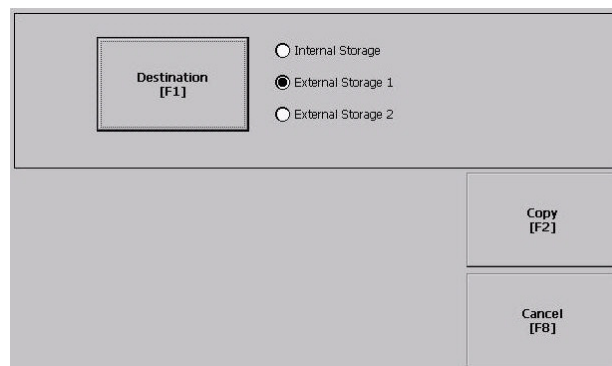 Destination
[F1]
Internal Storage
External Storage 1
External Storage 2
Copy
[F2]
Cancel
[F8]